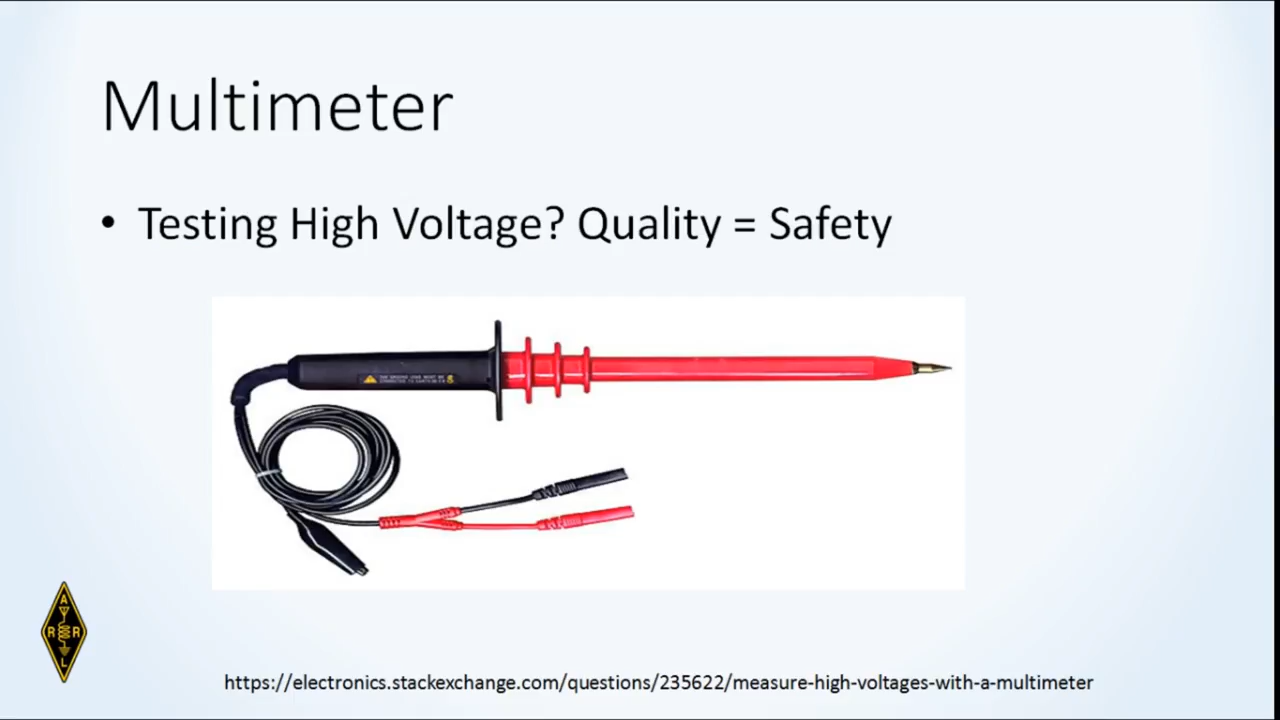 Multimeter
• Testing High Voltage? Quality = Safety
A
R R
L
https://electronics.stackexchange.com/questions/235622/measure-high-voltages-with-a-multimeter